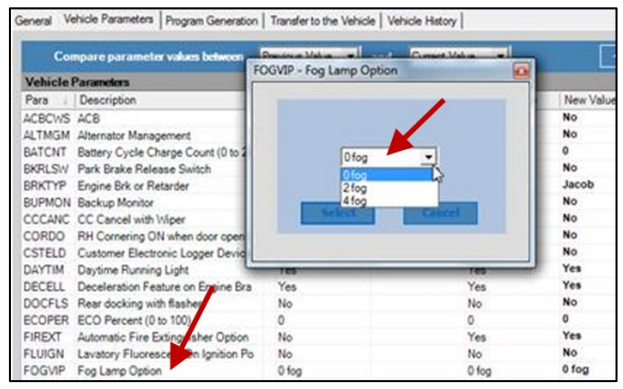 General Vehicle Parameters Program Generation Transfer to the Vehicle Vehicle History
Compare parameter values between Previous Value and Current Value
FOGVIP - Fog Lamp Option
Vehicle Parameters
Para Description New Value
ACBCWS ACB No
ALTMGM Alternator Management No
BATCNT Battery Cycle Charge Count (0 to 2 0
BKRLSW Park Brake Release Switch No
BRKTYP Engine Brk or Retarder Jacob
BUPMON Backup Monitor No
CCCANC CC Cancel with Wiper No
CORDO RH Cornering ON when door open No
CSTELD Customer Electronic Logger Devic No
0 fog
0 fog
2 fog
4 fog
Select Cancel
DAYTIM Daytime Running Light Yes Yes Yes
DECELL Deceleration Feature on Engine Bra Yes Yes Yes
DOCFLS Rear docking with flasher No No No
ECOPER ECO Percent (0 to 100) 0 0 0
FIREXT Automatic Fire Extinguisher Option No Yes Yes
FLUIGN Lavatory Fluorescent on Ignition Po No No No
FOGVIP Fog Lamp Option 0 fog 0 fog 0 fog